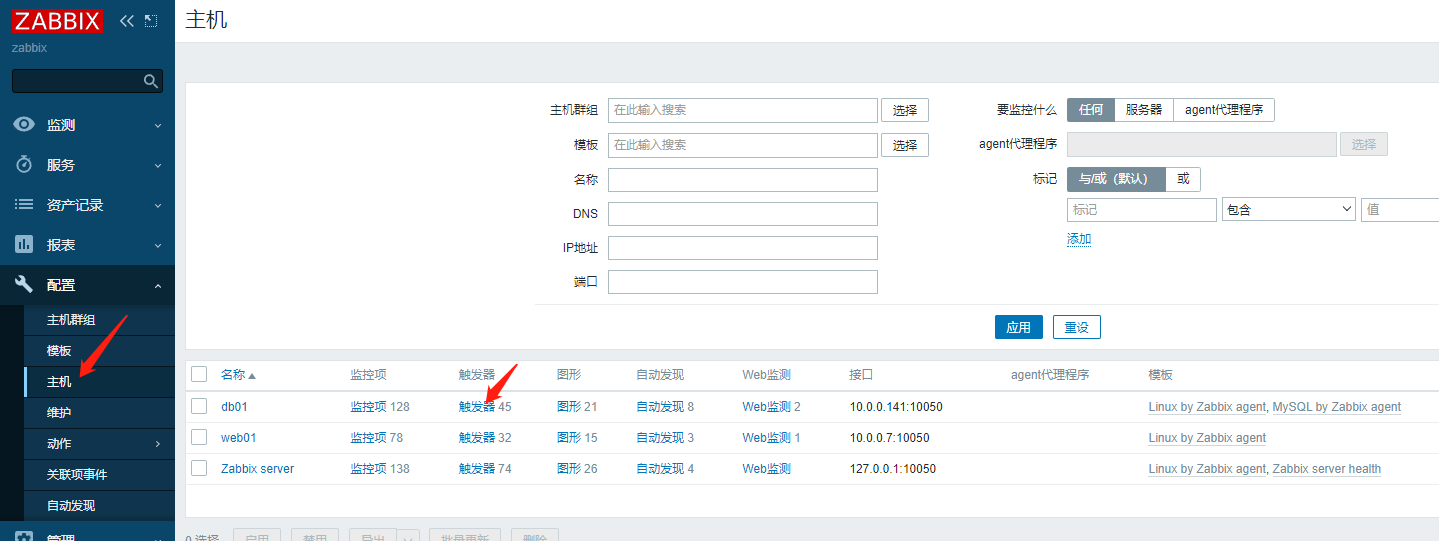 ZABBIX
zabbix
监测
服务
资产记录
报表
配置
主机群组
模板
主机
维护
动作
关联项事件
自动发现
管理
主机
主机群组 在此输入搜索 选择
模板 在此输入搜索 选择
名称
DNS
IP地址
端口
要监控什么 任何 服务器 agent代理程序
agent代理程序 选择
标记 与/或（默认） 或
标记 包含 值
添加
应用 重设
名称 监控项 触发器 图形 自动发现 Web监测 接口 agent代理程序 模板
db01 监控项 128 触发器 45 图形 21 自动发现 8 Web监测 2 10.0.0.141:10050 Linux by Zabbix agent, MySQL by Zabbix agent
web01 监控项 78 触发器 32 图形 15 自动发现 3 Web监测 1 10.0.0.7:10050 Linux by Zabbix agent
Zabbix server 监控项 138 触发器 74 图形 26 自动发现 4 Web监测 127.0.0.1:10050 Linux by Zabbix agent, Zabbix server health
0 选择 启用 禁用 导出 批量更新 删除